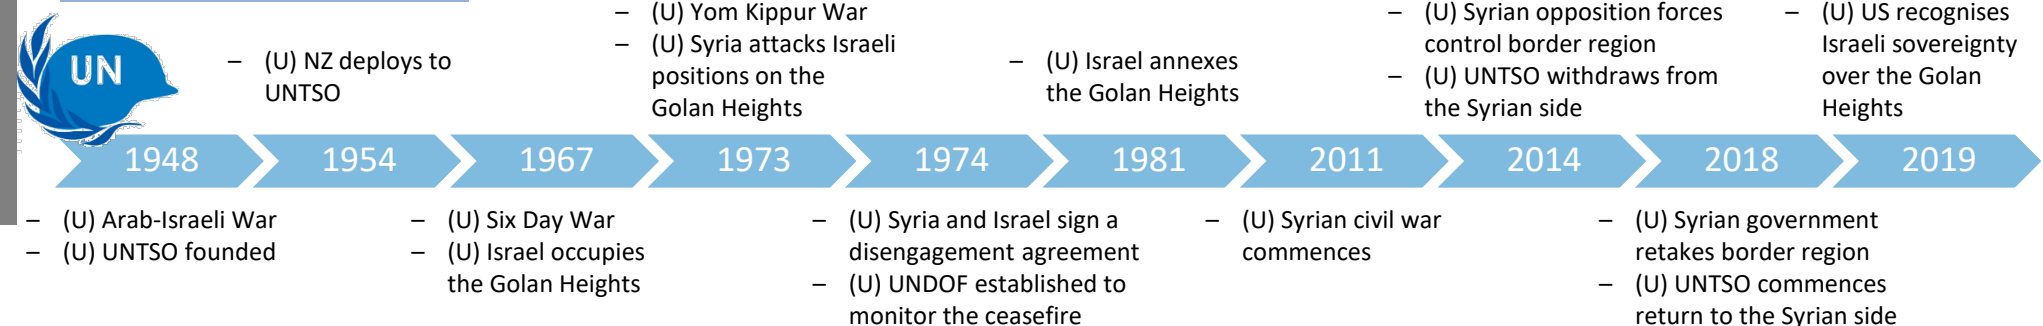 UN
– (U) NZ deploys to
UNTSO
– (U) Yom Kippur War
– (U) Syria attacks Israeli
positions on the
Golan Heights
– (U) Israel annexes
the Golan Heights
– (U) Syrian opposition forces
control border region
– (U) UNTSO withdraws from
the Syrian side
– (U) US recognises
Israeli sovereignty
over the Golan
Heights
1948 1954 1967 1973 1974 1981 2011 2014 2018 2019
– (U) Arab-Israeli War
– (U) UNTSO founded
– (U) Six Day War
– (U) Israel occupies
the Golan Heights
– (U) Syria and Israel sign a
disengagement agreement
– (U) UNDOF established to
monitor the ceasefire
– (U) Syrian civil war
commences
– (U) Syrian government
retakes border region
– (U) UNTSO commences
return to the Syrian side